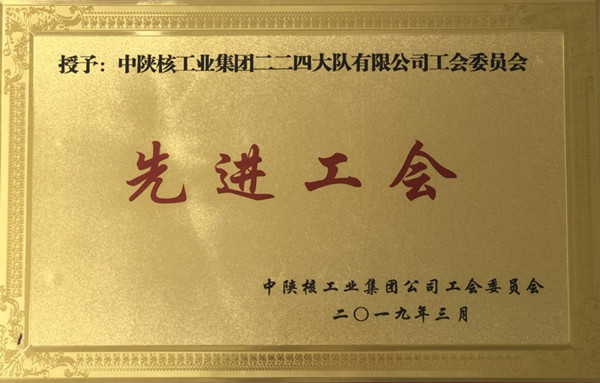 授予：中陕核工业集团二二四大队有限公司工会委员会
先进工会
中陕核工业集团公司工会委员会
二〇一九年三月